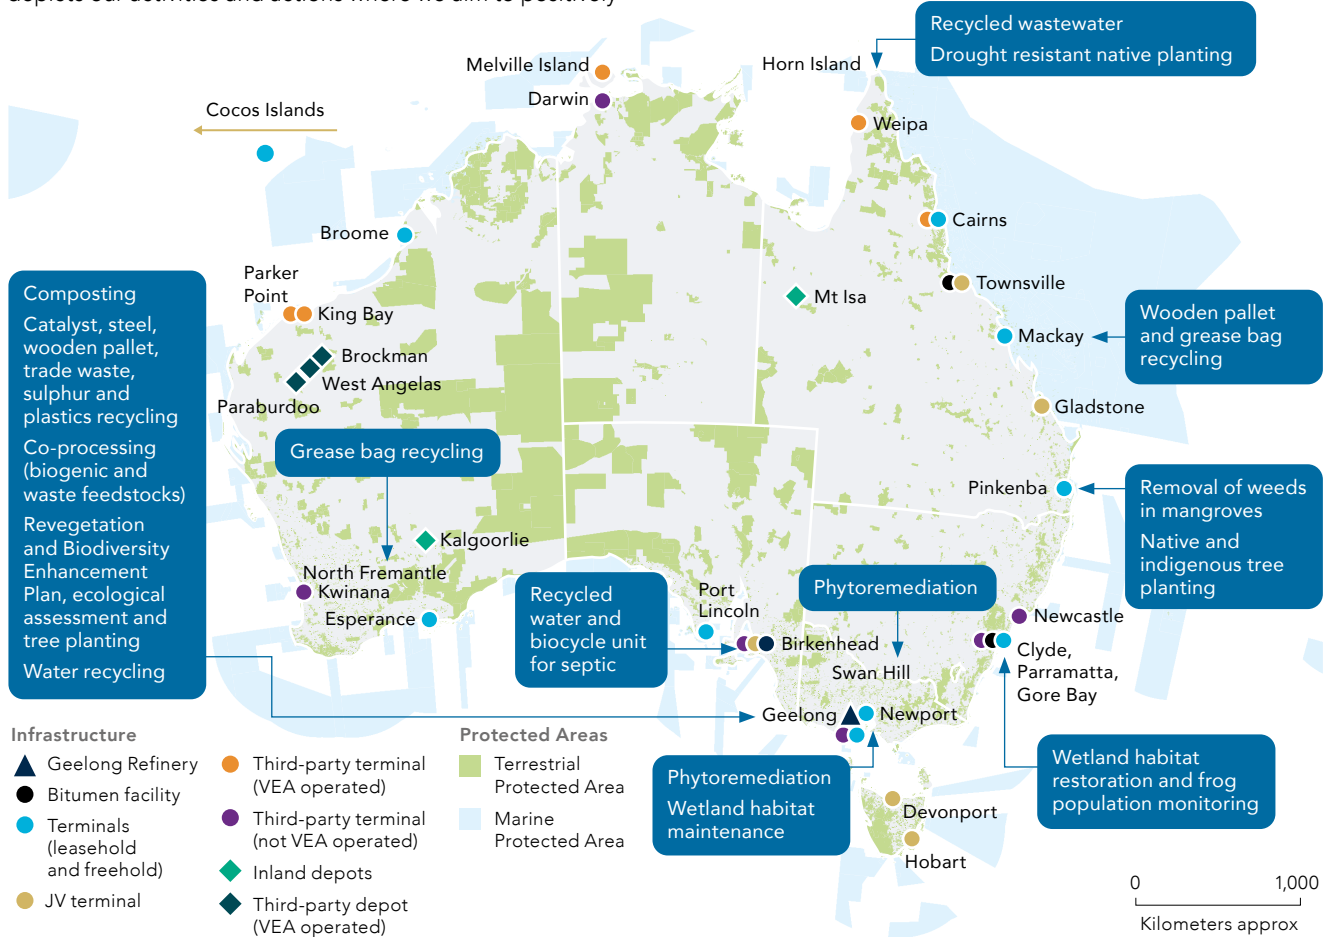 depicts our activities and actions where we aim to positively
Recycled wastewater
Drought resistant native planting
Melville Island
Horn Island
Darwin
Cocos Islands
Weipa
Cairns
Broome
Parker
Point
King Bay
Mt Isa
Townsville
Composting
Catalyst, steel,
wooden pallet,
trade waste,
sulphur and
plastics recycling
Co-processing
(biogenic and
waste feedstocks)
Revegetation
and Biodiversity
Enhancement
Plan, ecological
assessment and
tree planting
Water recycling
Wooden pallet
and grease bag
recycling
Mackay
Brockman
West Angelas
Paraburdoo
Gladstone
Grease bag recycling
Pinkenba
Removal of weeds
in mangroves
Native and
indigenous tree
planting
Kalgoorlie
North Fremantle
Kwinana
Esperance
Recycled
water and
biocycle unit
for septic
Port
Lincoln
Phytoremediation
Newcastle
Birkenhead
Clyde,
Parramatta,
Gore Bay
Swan Hill
Geelong
Newport
Phytoremediation
Wetland habitat
maintenance
Wetland habitat
restoration and frog
population monitoring
Devonport
Hobart
Infrastructure
Geelong Refinery
Bitumen facility
Terminals
(leasehold
and freehold)
JV terminal
Third-party terminal
(VEA operated)
Third-party terminal
(not VEA operated)
Inland depots
Third-party depot
(VEA operated)
Protected Areas
Terrestrial
Protected Area
Marine
Protected Area
0 1,000
Kilometers approx